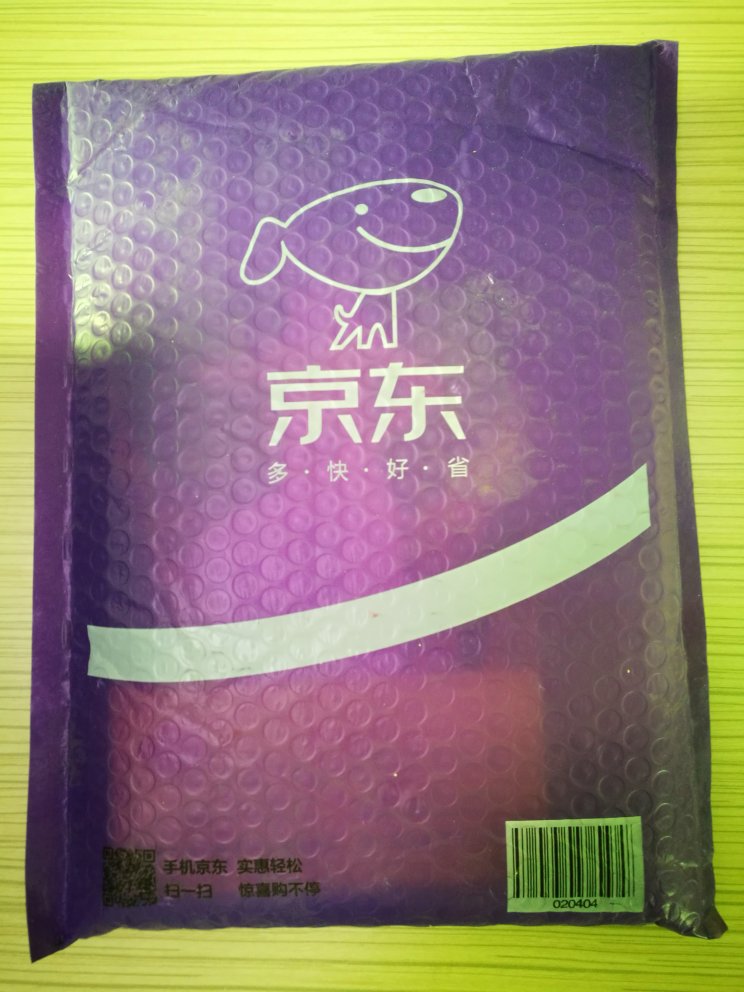 京东
多·快·好·省
手机京东 实惠轻松
扫一扫 惊喜购不停
020404